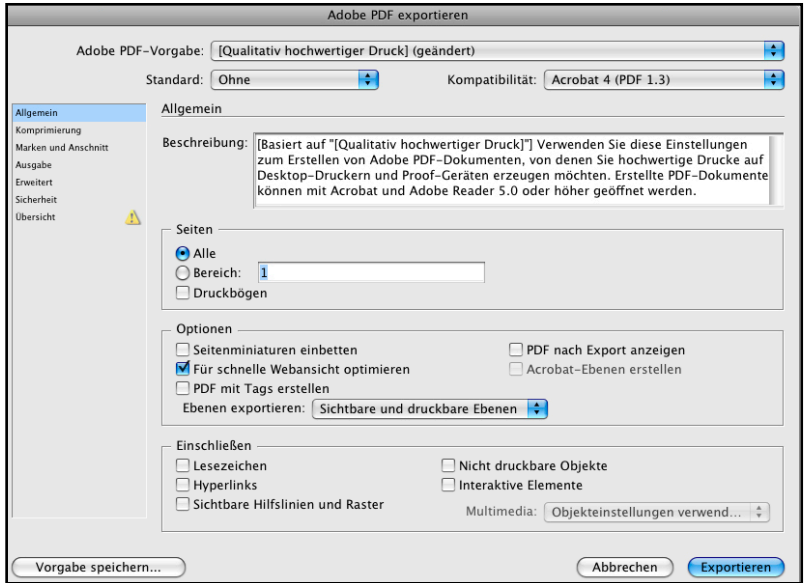 Adobe PDF exportieren
Adobe PDF-Vorgabe: [Qualitativ hochwertiger Druck] (geändert)
Standard: Ohne Kompatibilität: Acrobat 4 (PDF 1.3)
Allgemein
Komprimierung
Marken und Anschnitt
Ausgabe
Erweitert
Sicherheit
Übersicht
Allgemein
Beschreibung: [Basiert auf "[Qualitativ hochwertiger Druck]"] Verwenden Sie diese Einstellungen
zum Erstellen von Adobe PDF-Dokumenten, von denen Sie hochwertige Drucke auf
Desktop-Druckern und Proof-Geräten erzeugen möchten. Erstellte PDF-Dokumente
können mit Acrobat und Adobe Reader 5.0 oder höher geöffnet werden.
Seiten
Alle
Bereich: 1
Druckbögen
Optionen
Seitenminiaturen einbetten PDF nach Export anzeigen
Für schnelle Webansicht optimieren Acrobat-Ebenen erstellen
PDF mit Tags erstellen
Ebenen exportieren: Sichtbare und druckbare Ebenen
Einschließen
Lesezeichen Nicht druckbare Objekte
Hyperlinks Interaktive Elemente
Sichtbare Hilfslinien und Raster Multimedia: Objekteinstellungen verwend...
Vorgabe speichern... Abbrechen Exportieren